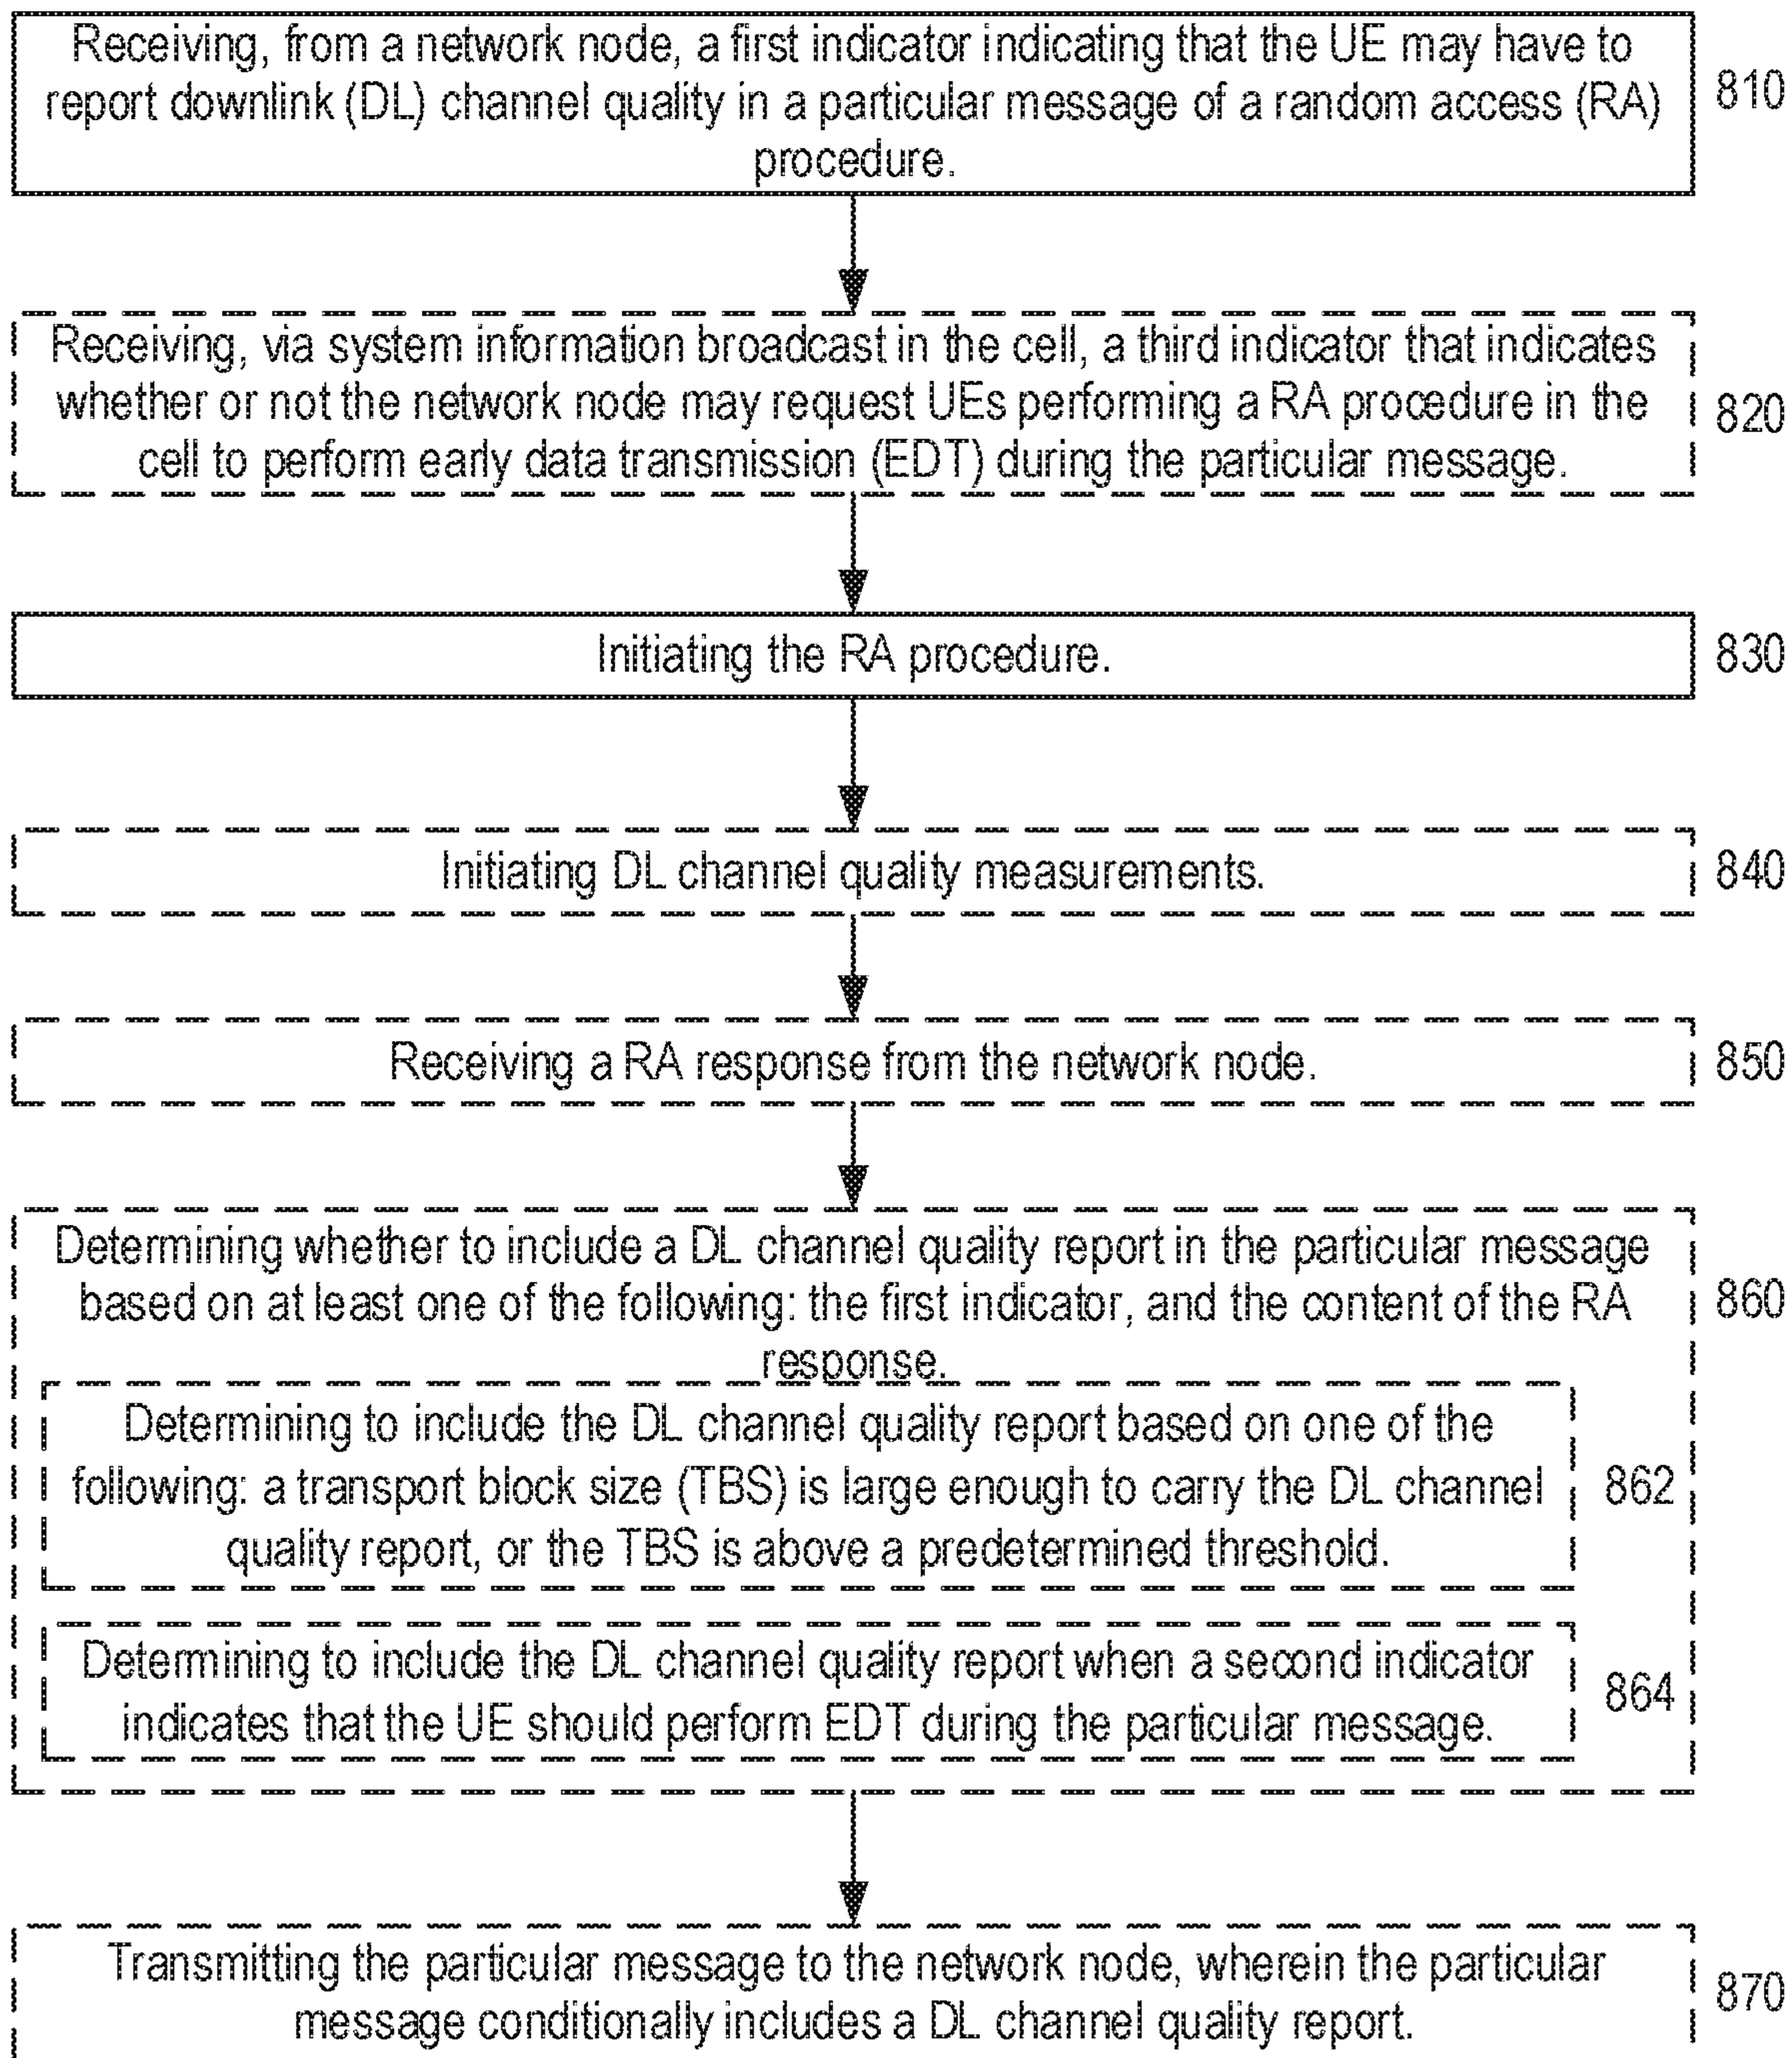 Receiving, from a network node, a first indicator indicating that the UE may have to
report downlink (DL) channel quality in a particular message of a random access (RA)
procedure.
810
Receiving, via system information broadcast in the cell, a third indicator that indicates
whether or not the network node may request UEs performing a RA procedure in the
cell to perform early data transmission (EDT) during the particular message.
820
Initiating the RA procedure.
830
Initiating DL channel quality measurements.
840
Receiving a RA response from the network node.
850
Determining whether to include a DL channel quality report in the particular message
based on at least one of the following: the first indicator, and the content of the RA
response.
860
Determining to include the DL channel quality report based on one of the
following: a transport block size (TBS) is large enough to carry the DL channel
quality report, or the TBS is above a predetermined threshold.
862
Determining to include the DL channel quality report when a second indicator
indicates that the UE should perform EDT during the particular message.
864
Transmitting the particular message to the network node, wherein the particular
message conditionally includes a DL channel quality report.
870